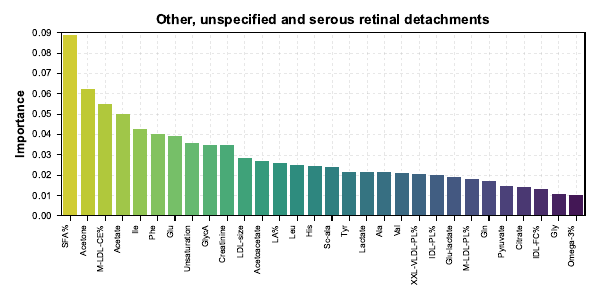 Other, unspecified and serous retinal detachments
Importance
0.09
0.08
0.07
0.06
0.05
0.04
0.03
0.02
0.01
0.00
SFA%
Acetone
M-LDL-CE%
Acetate
Ile
Phe
Glu
Unsaturation
GlycA
Creatinine
LDL-size
Acetoacetate
LA%
Leu
His
Sc-ala
Tyr
Lactate
Ala
Val
XXL-VLDL-PL%
IDL-PL%
Glu-lactate
M-LDL-PL%
Gln
Pyruvate
Citrate
IDL-FC%
Gly
Omega-3%